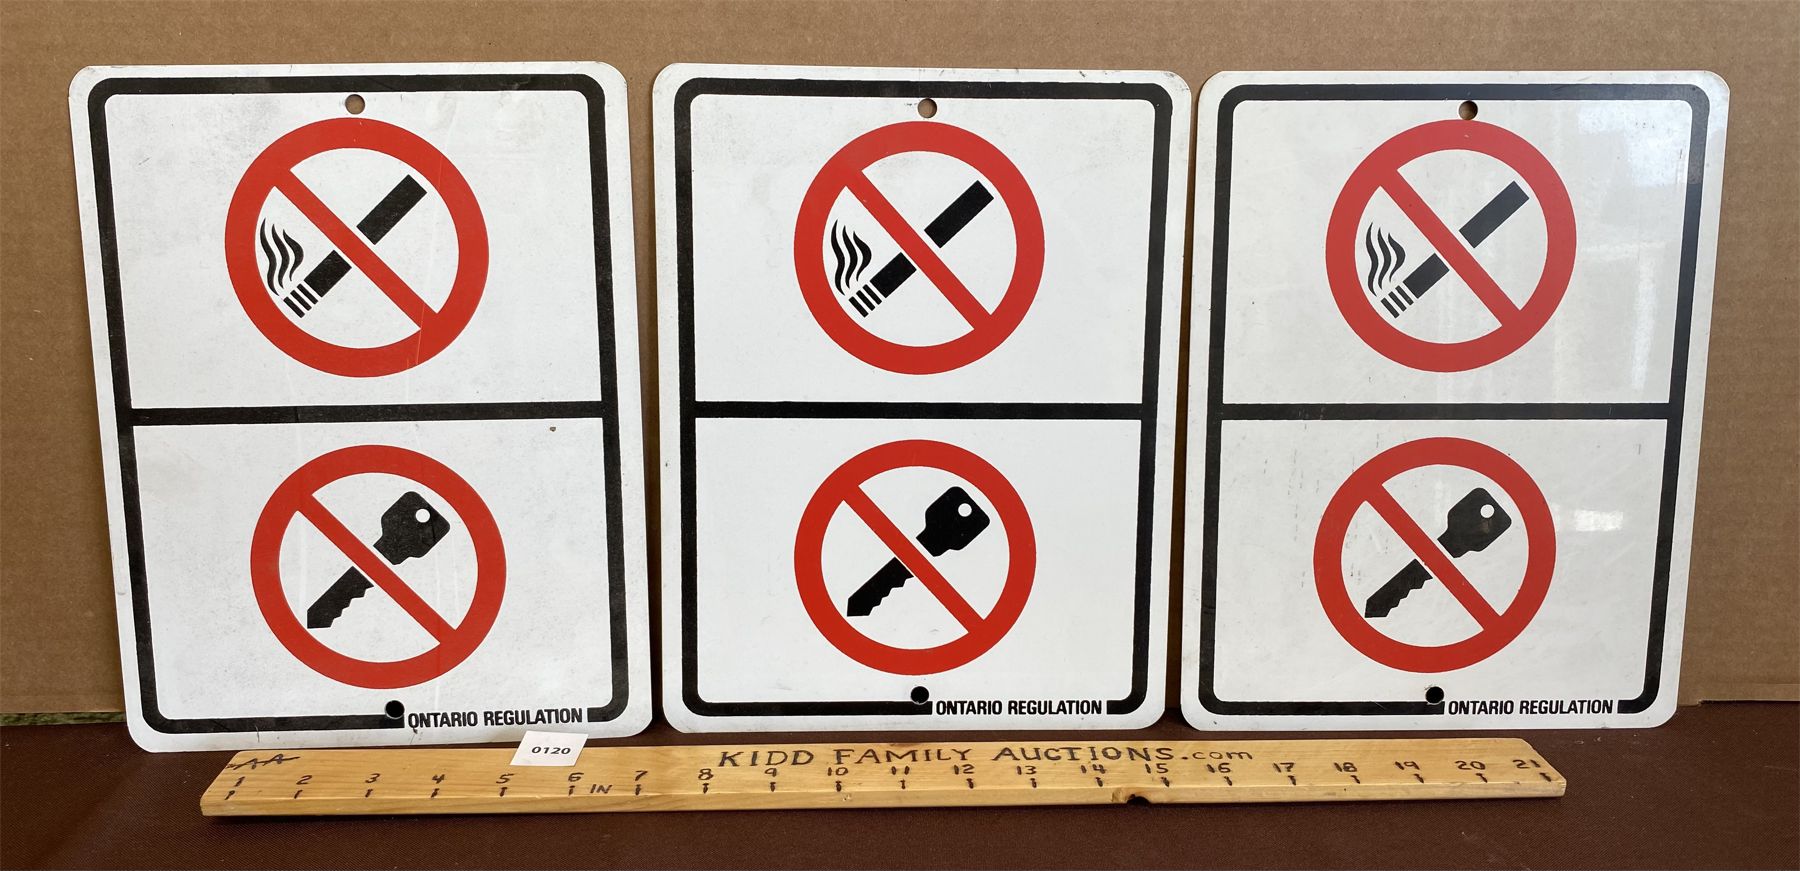 ONTARIO REGULATION
ONTARIO REGULATION
ONTARIO REGULATION
0120
KIDD FAMILY AUCTIONS.com
AA
1 2 3 4 5 6 IN 7 8 9 10 11 12 13 14 15 16 17 18 19 20 21